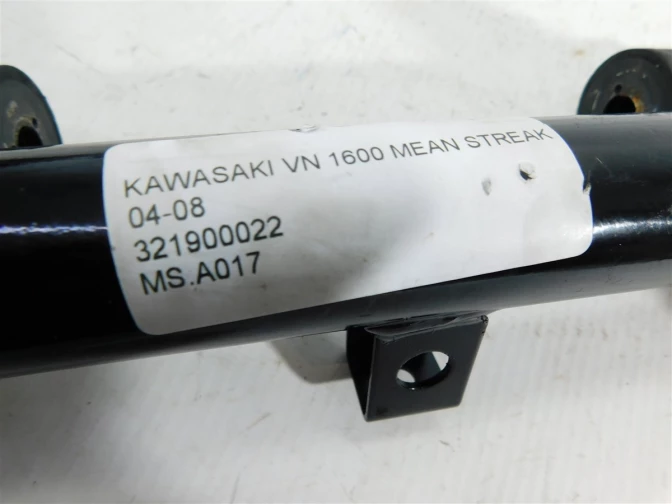 KAWASAKI VN 1600 MEAN STREAK
04-08
321900022
MS.A017